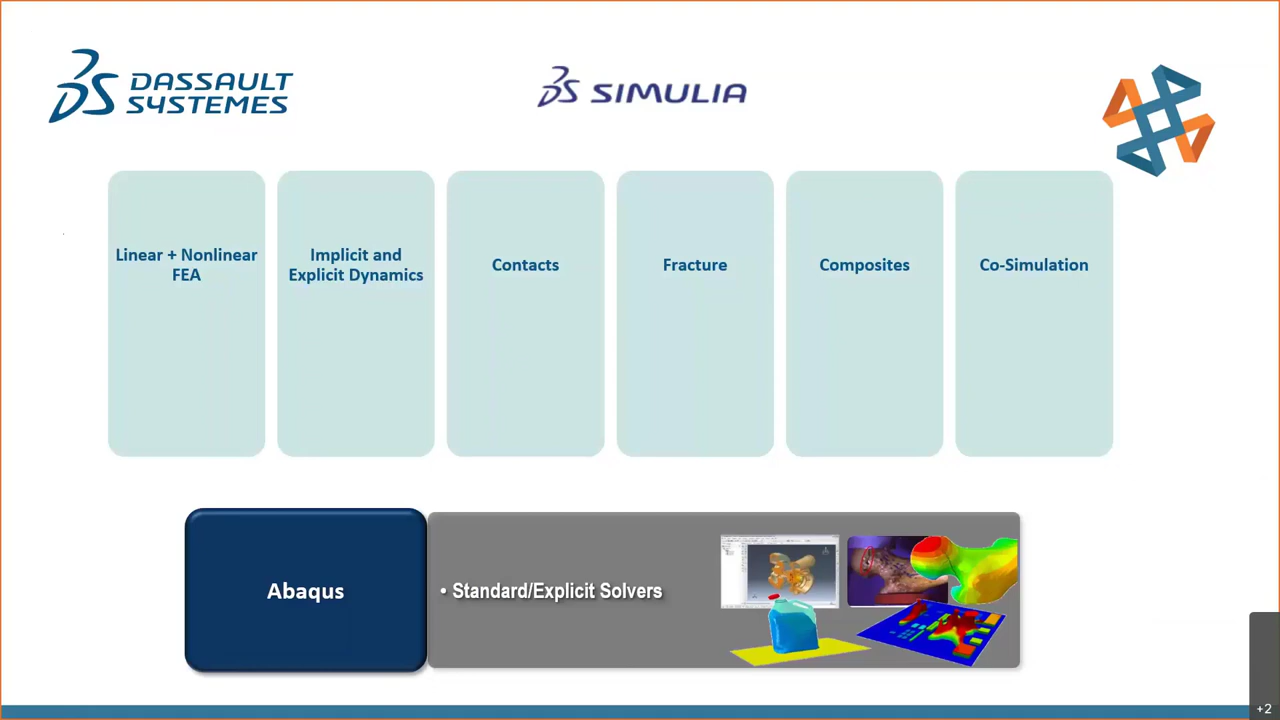 DASSAULT
SYSTEMES
SIMULIA
Linear + Nonlinear
FEA
Implicit and
Explicit Dynamics
Contacts
Fracture
Composites
Co-Simulation
Abaqus
• Standard/Explicit Solvers
+2